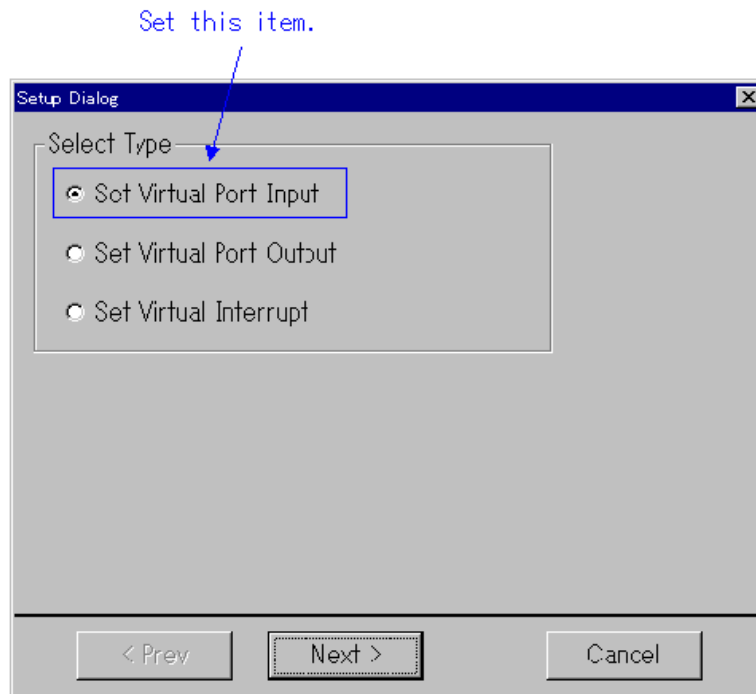 Set this item.
Setup Dialog
Select Type
Set Virtual Port Input
Set Virtual Port Output
Set Virtual Interrupt
< Prev
Next >
Cancel